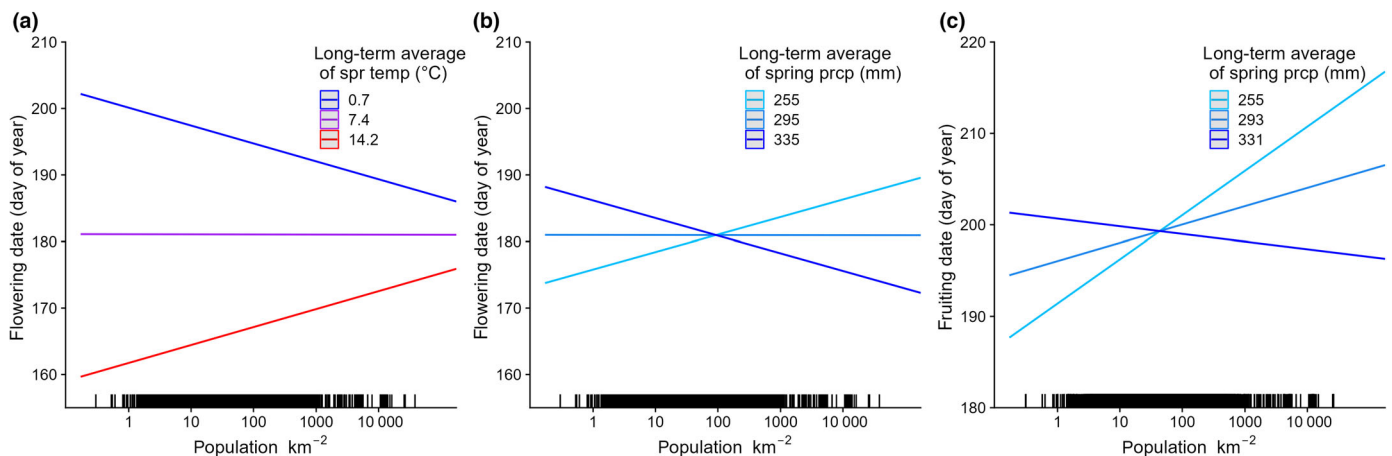 (a)
Long-term average
of spr temp (°C)
0.7
7.4
14.2
210
200
190
180
170
160
Flowering date (day of year)
1
10
100
1000
10 000
Population km⁻²
(b)
Long-term average
of spring prcp (mm)
255
295
335
210
200
190
180
170
160
Flowering date (day of year)
1
10
100
1000
10 000
Population km⁻²
(c)
Long-term average
of spring prcp (mm)
255
293
331
220
210
200
190
180
Fruiting date (day of year)
1
10
100
1000
10 000
Population km⁻²